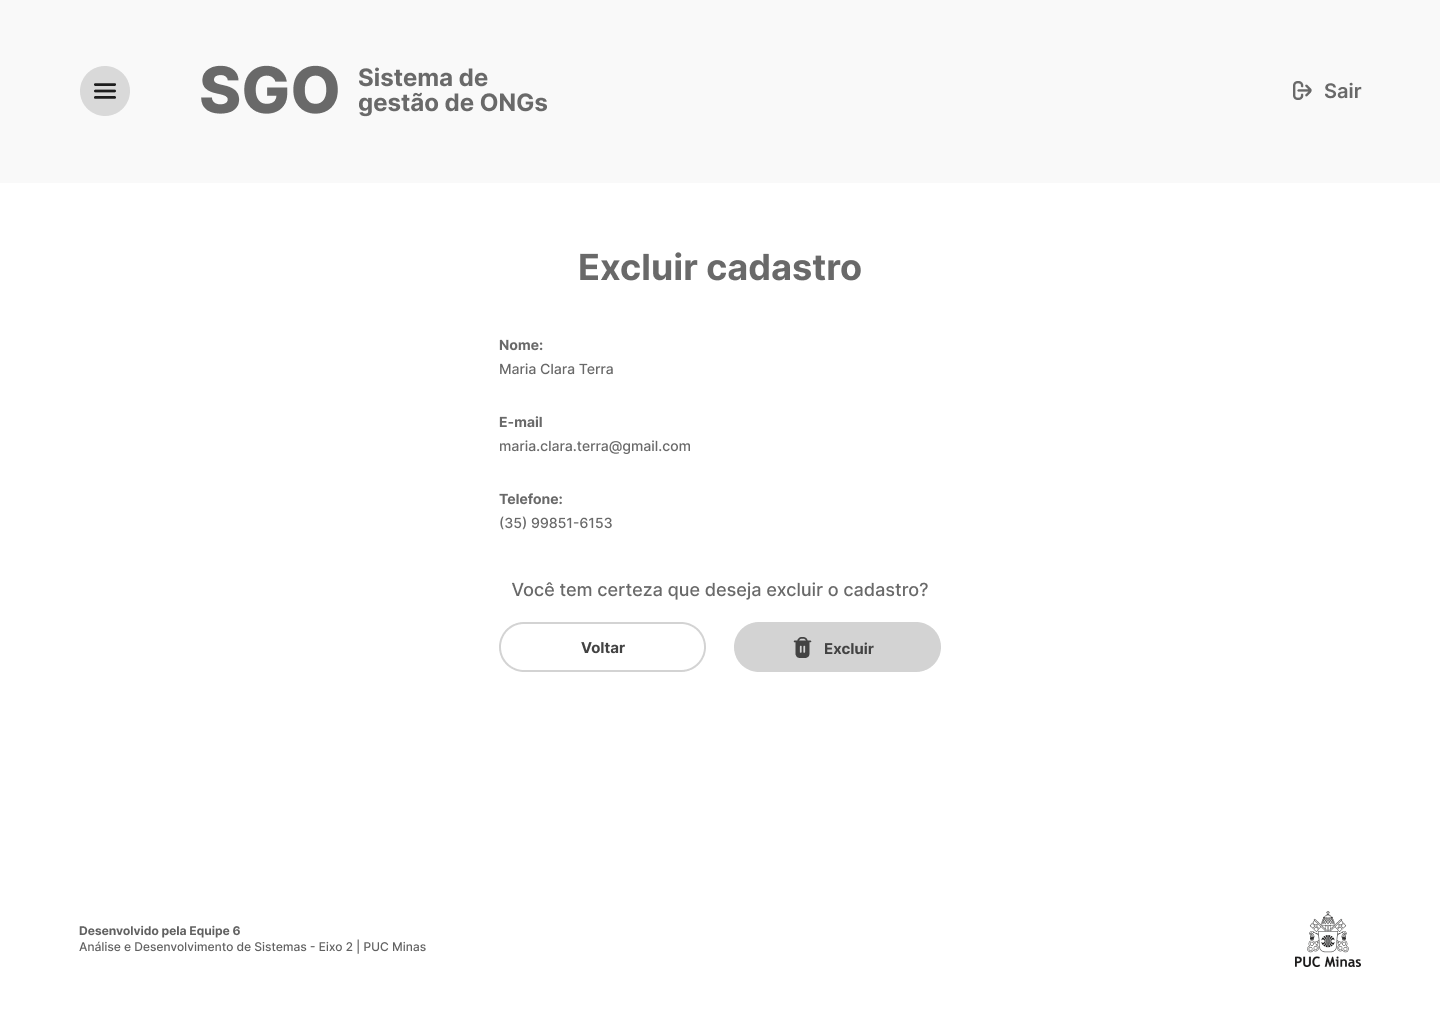 SGO
Sistema de
gestão de ONGs
Sair
Excluir cadastro
Nome:
Maria Clara Terra
E-mail
maria.clara.terra@gmail.com
Telefone:
(35) 99851-6153
Você tem certeza que deseja excluir o cadastro?
Voltar
Excluir
Desenvolvido pela Equipe 6
Análise e Desenvolvimento de Sistemas - Eixo 2 | PUC Minas
PUC Minas